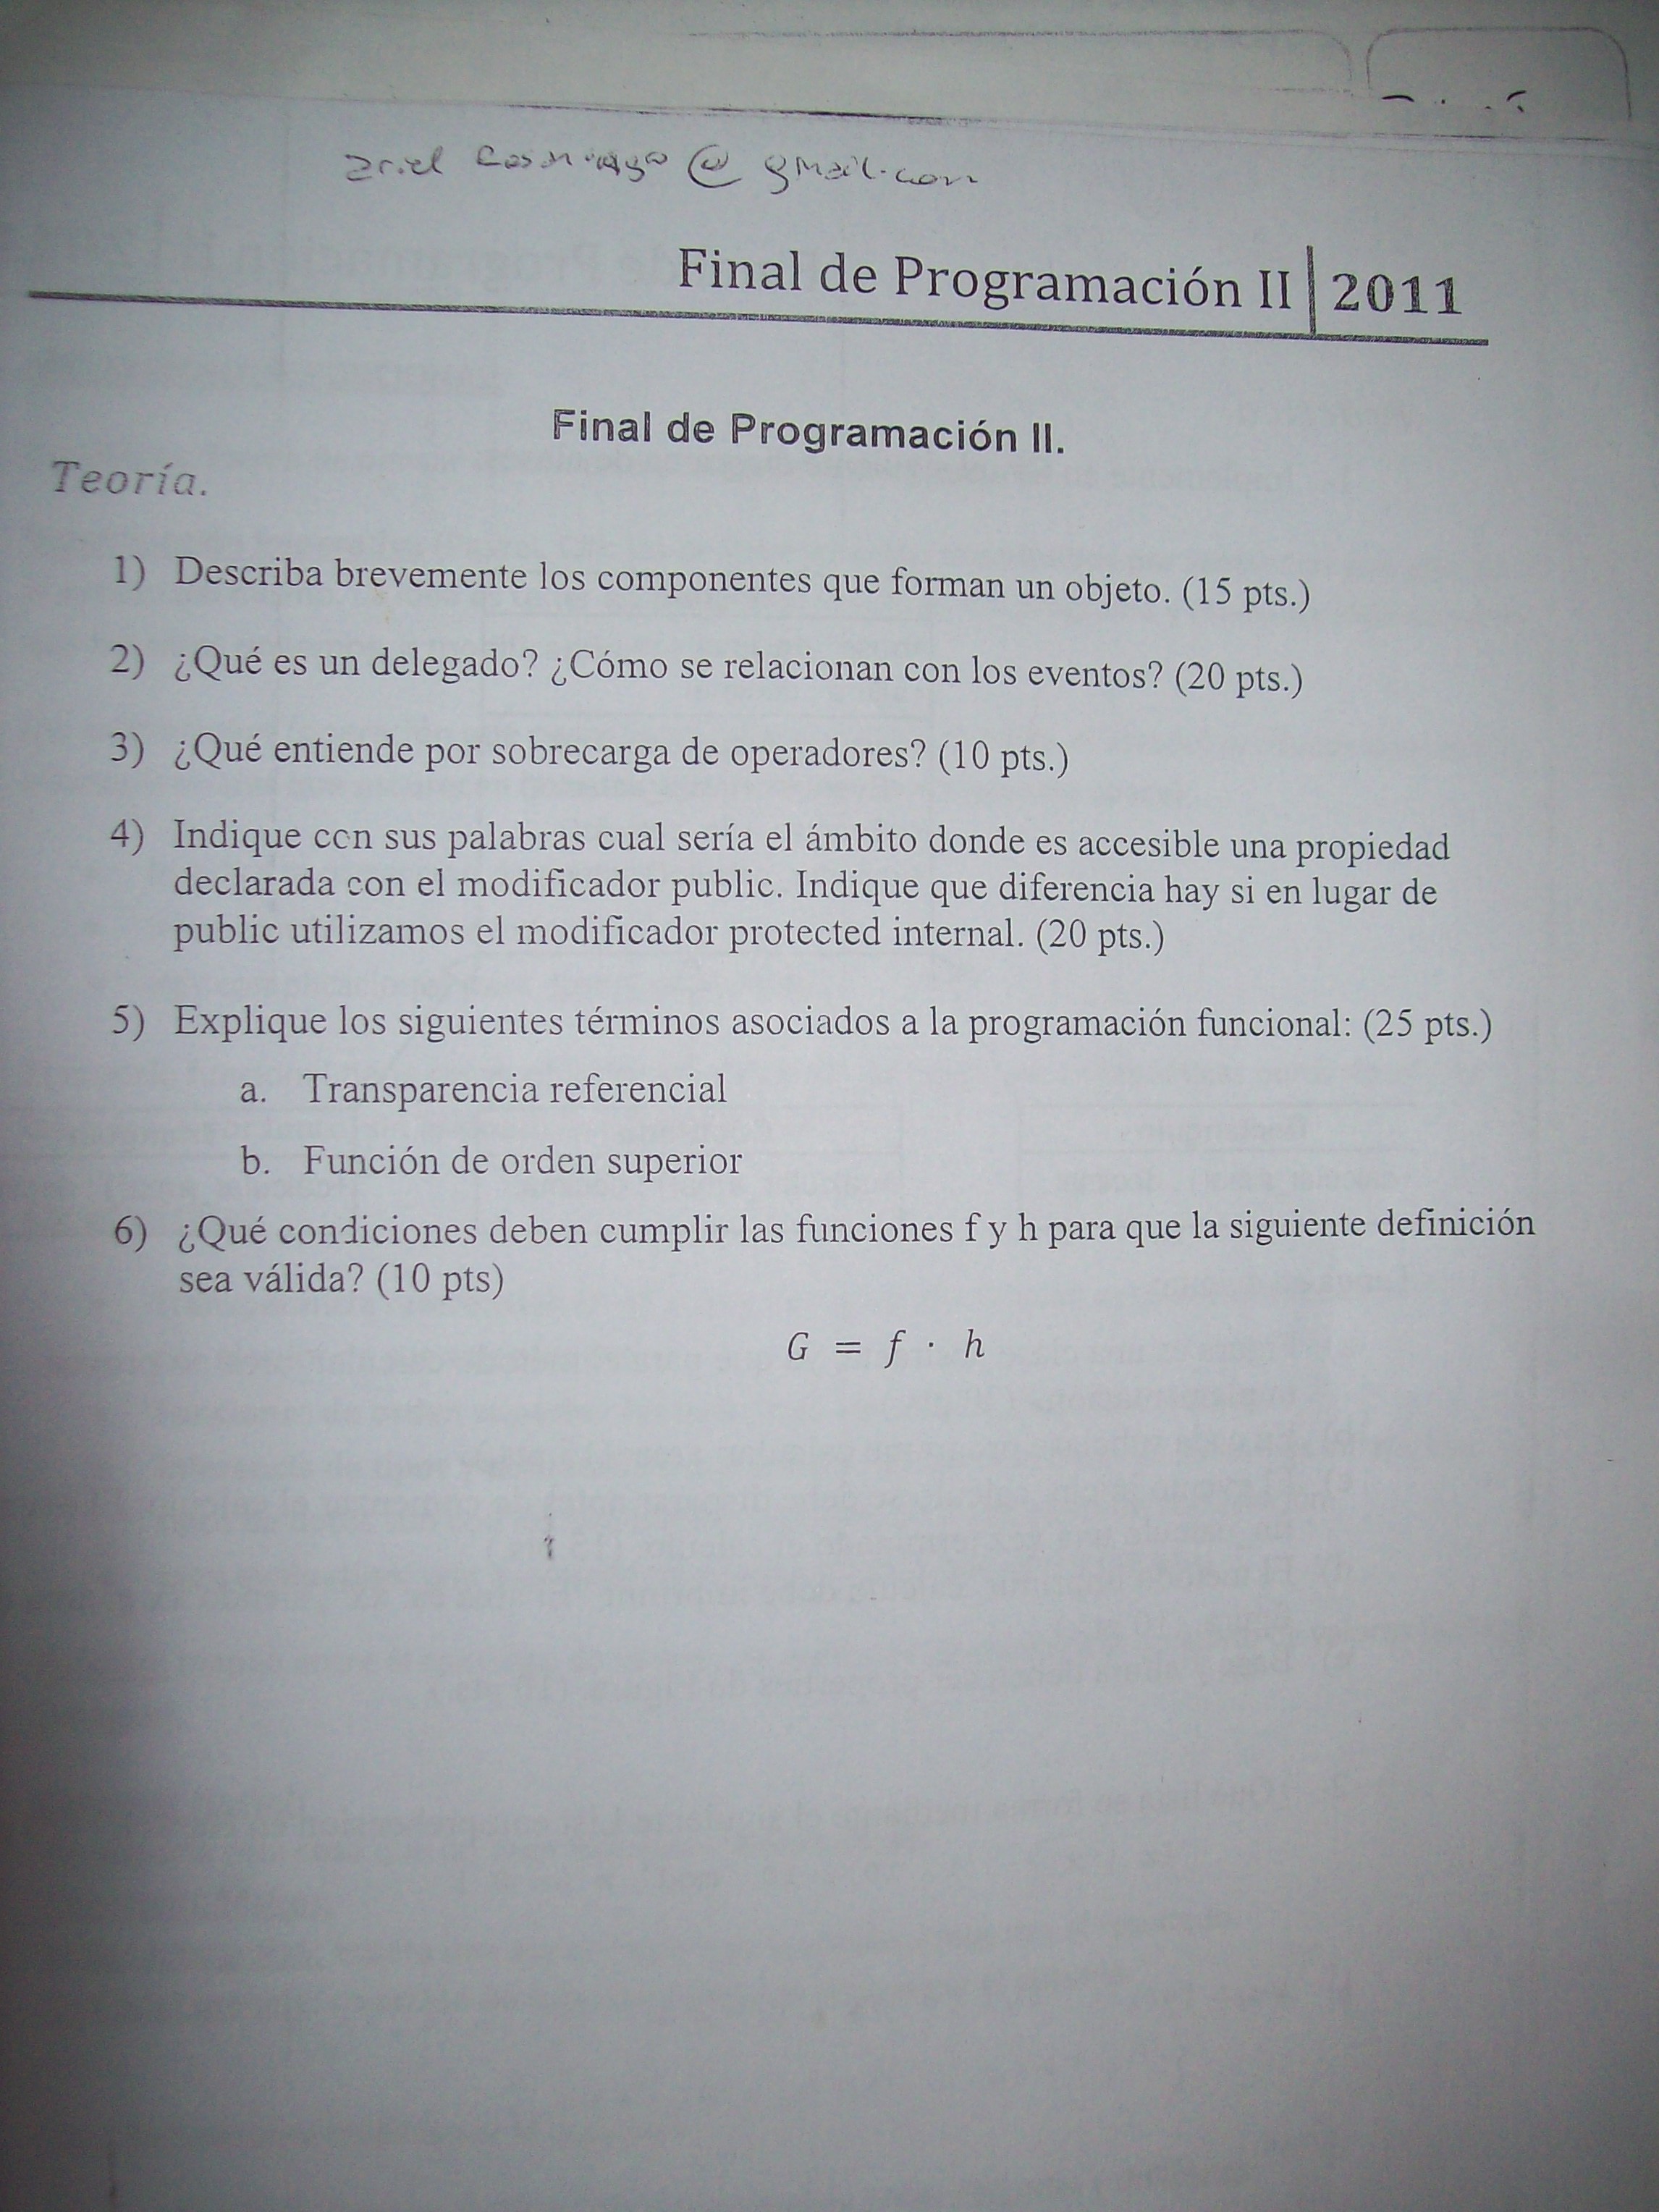 @ gmail.com
Final de Programación II 2011
Final de Programación II.
Teoría.
1) Describa brevemente los componentes que forman un objeto. (15 pts.)
2) ¿Qué es un delegado? ¿Cómo se relacionan con los eventos? (20 pts.)
3) ¿Qué entiende por sobrecarga de operadores? (10 pts.)
4) Indique con sus palabras cual sería el ámbito donde es accesible una propiedad
declarada con el modificador public. Indique que diferencia hay si en lugar de
public utilizamos el modificador protected internal. (20 pts.)
5) Explique los siguientes términos asociados a la programación funcional: (25 pts.)
a. Transparencia referencial
b. Función de orden superior
6) ¿Qué condiciones deben cumplir las funciones f y h para que la siguiente definición
sea válida? (10 pts)
G = f · h